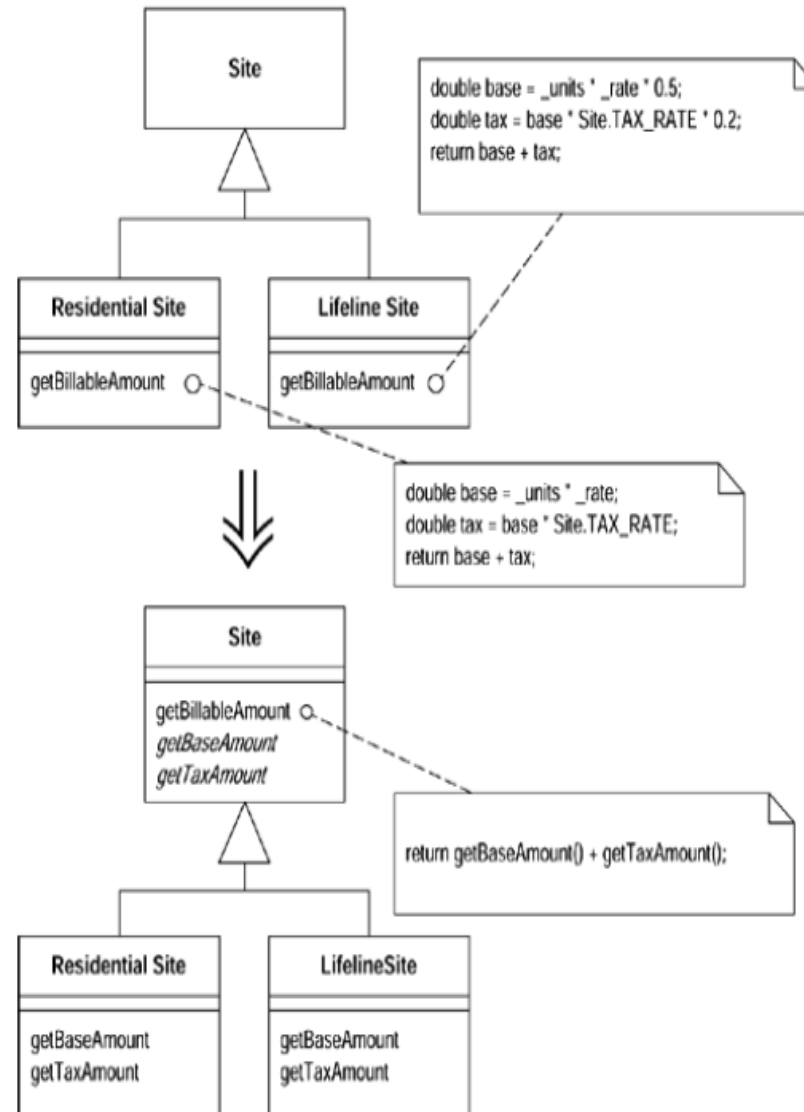 Site
double base = _units * _rate * 0.5;
double tax = base * Site.TAX_RATE * 0.2;
return base + tax;
Residential Site
getBillableAmount
Lifeline Site
getBillableAmount
double base = _units * _rate;
double tax = base * Site.TAX_RATE;
return base + tax;
Site
getBillableAmount
getBaseAmount
getTaxAmount
return getBaseAmount() + getTaxAmount();
Residential Site
getBaseAmount
getTaxAmount
LifelineSite
getBaseAmount
getTaxAmount